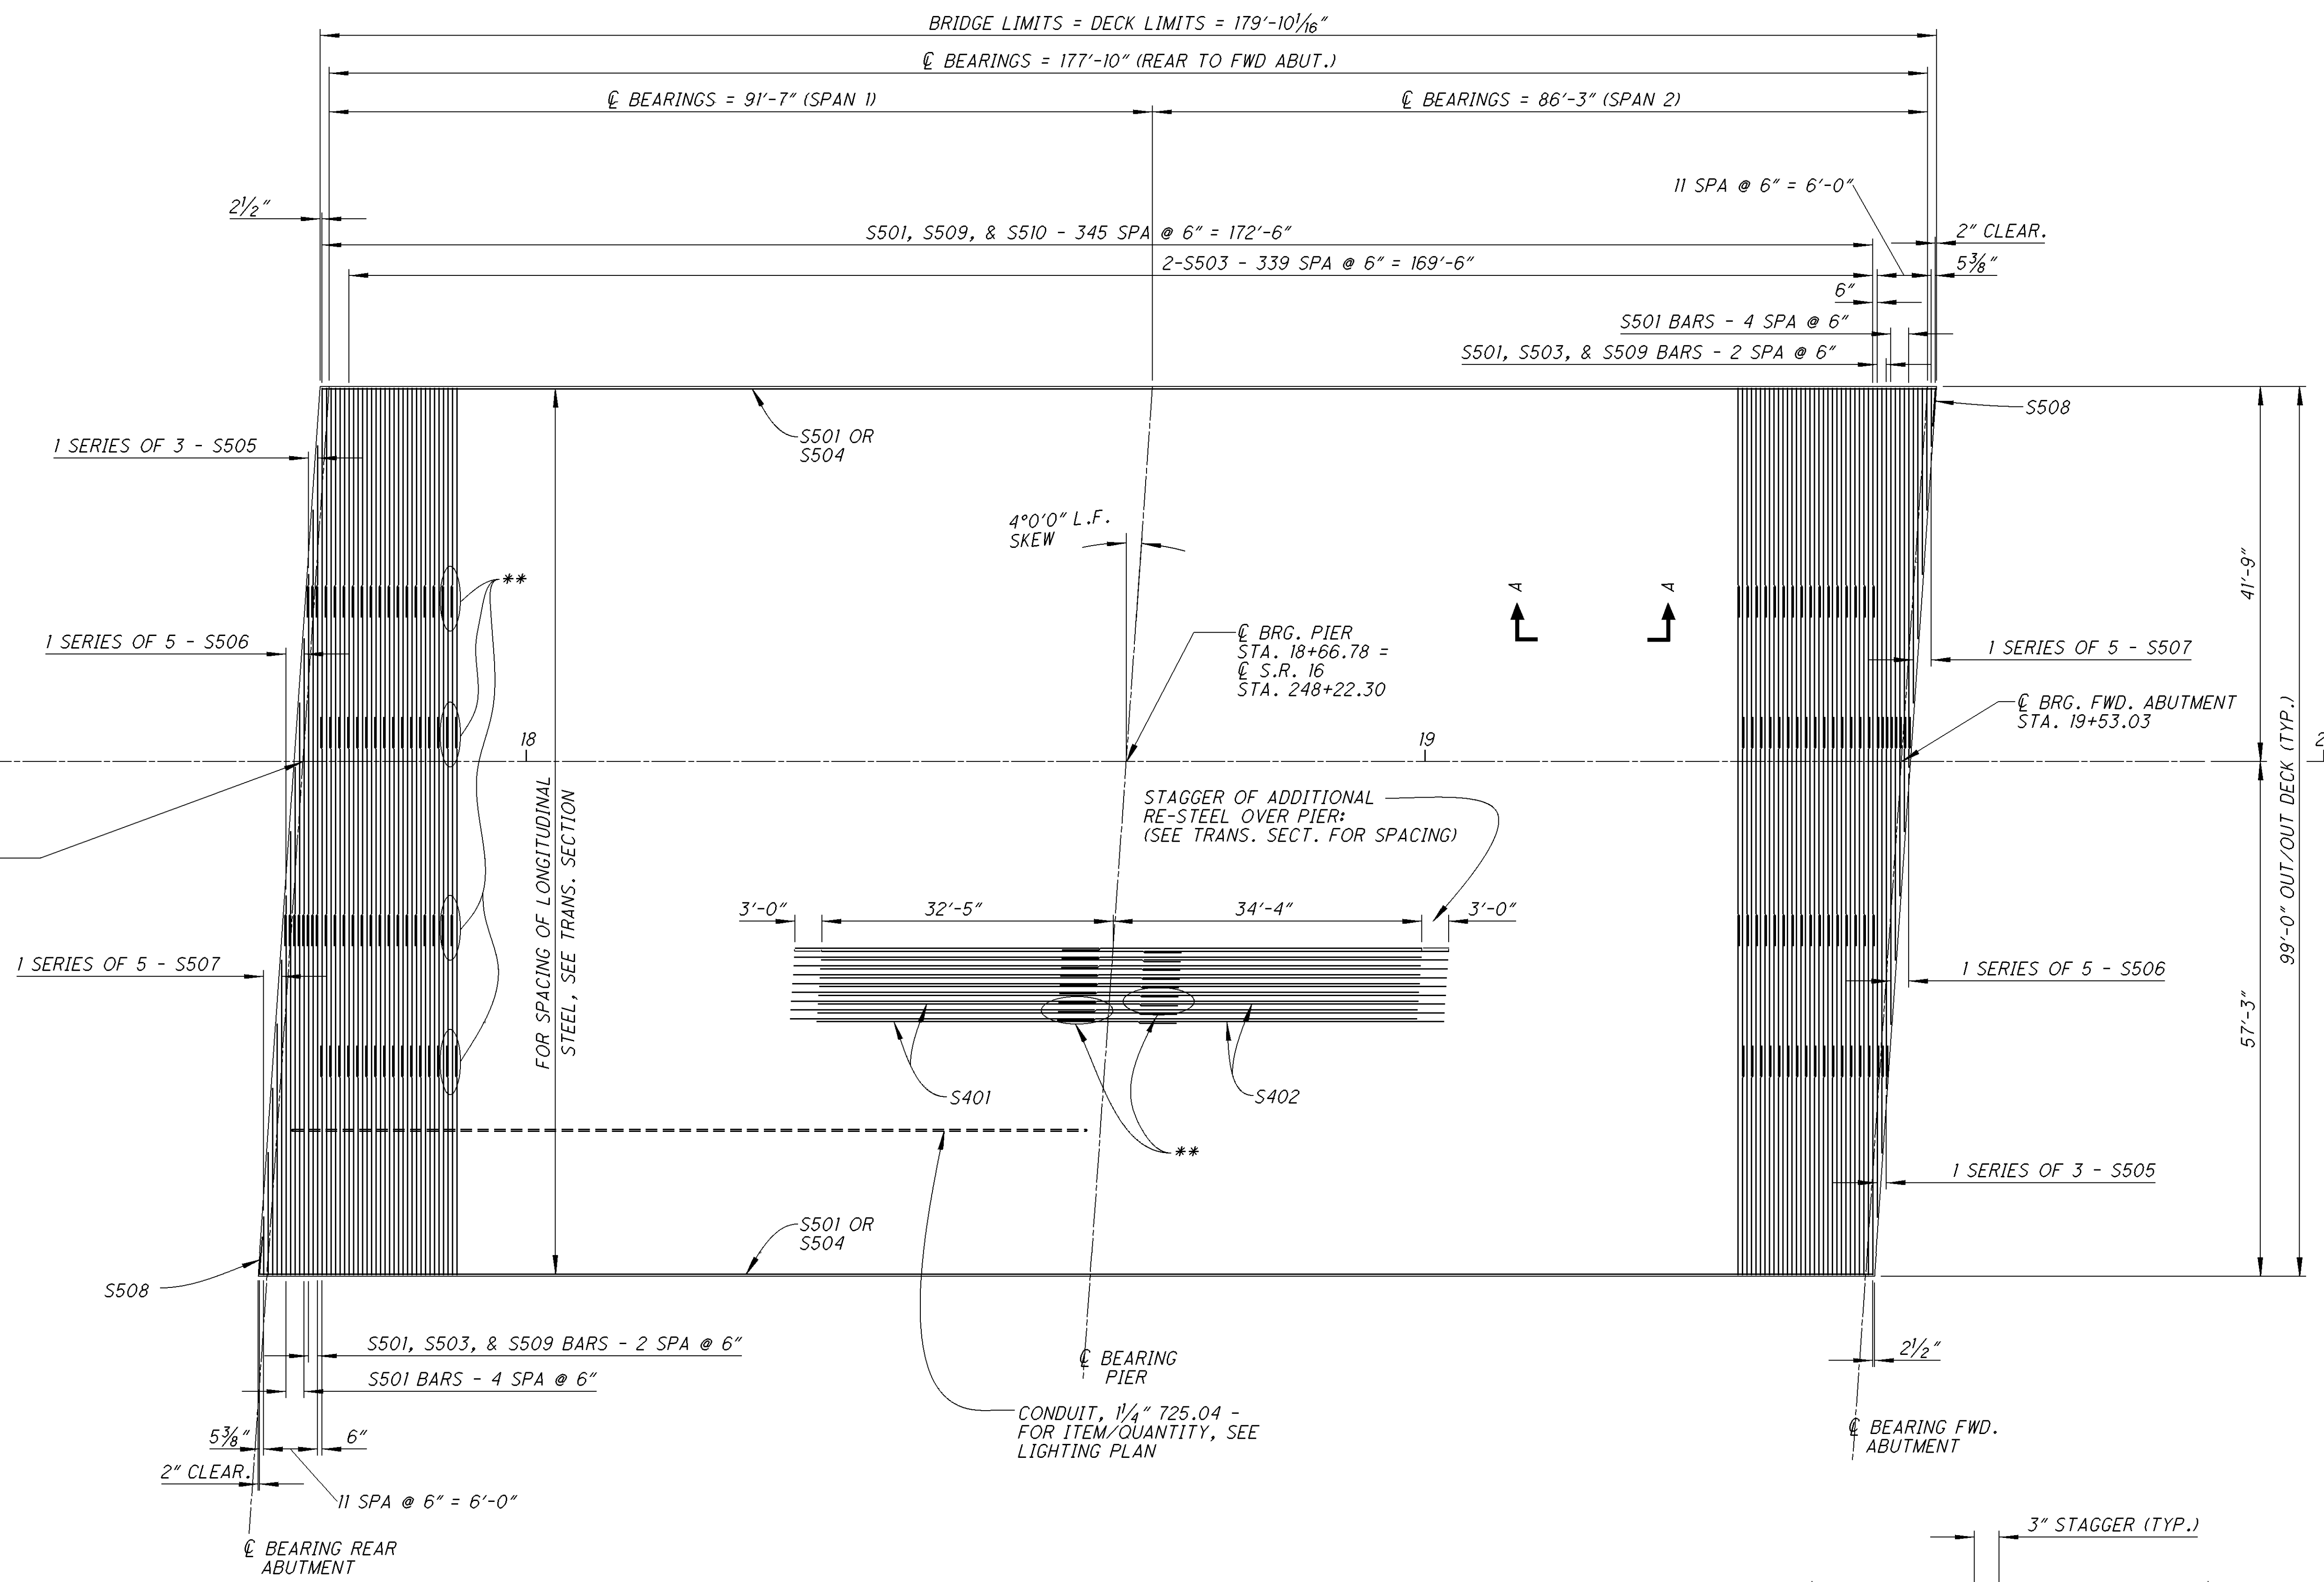 BRIDGE LIMITS = DECK LIMITS = 179'-10 1/16"
℄ BEARINGS = 177'-10" (REAR TO FWD ABUT.)
℄ BEARINGS = 91'-7" (SPAN 1)
℄ BEARINGS = 86'-3" (SPAN 2)
11 SPA @ 6" = 6'-0"
2 1/2"
S501, S509, & S510 - 345 SPA @ 6" = 172'-6"
2" CLEAR.
2-S503 - 339 SPA @ 6" = 169'-6"
5 3/8"
6"
S501 BARS - 4 SPA @ 6"
S501, S503, & S509 BARS - 2 SPA @ 6"
S508
1 SERIES OF 3 - S505
S501 OR
S504
4°0'0" L.F.
SKEW
41'-9"
**
A
A
1 SERIES OF 5 - S506
℄ BRG. PIER
STA. 18+66.78 =
℄ S.R. 16
STA. 248+22.30
1 SERIES OF 5 - S507
℄ BRG. FWD. ABUTMENT
STA. 19+53.03
18
19
2
99'-0" OUT/OUT DECK (TYP.)
FOR SPACING OF LONGITUDINAL
STEEL, SEE TRANS. SECTION
STAGGER OF ADDITIONAL
RE-STEEL OVER PIER:
(SEE TRANS. SECT. FOR SPACING)
3'-0"
32'-5"
34'-4"
3'-0"
1 SERIES OF 5 - S507
1 SERIES OF 5 - S506
57'-3"
S401
S402
**
1 SERIES OF 3 - S505
S501 OR
S504
S508
S501, S503, & S509 BARS - 2 SPA @ 6"
2 1/2"
S501 BARS - 4 SPA @ 6"
℄ BEARING
PIER
CONDUIT, 1 1/4" 725.04 -
FOR ITEM/QUANTITY, SEE
LIGHTING PLAN
5 3/8"
6"
℄ BEARING FWD.
ABUTMENT
2" CLEAR.
11 SPA @ 6" = 6'-0"
3" STAGGER (TYP.)
℄ BEARING REAR
ABUTMENT